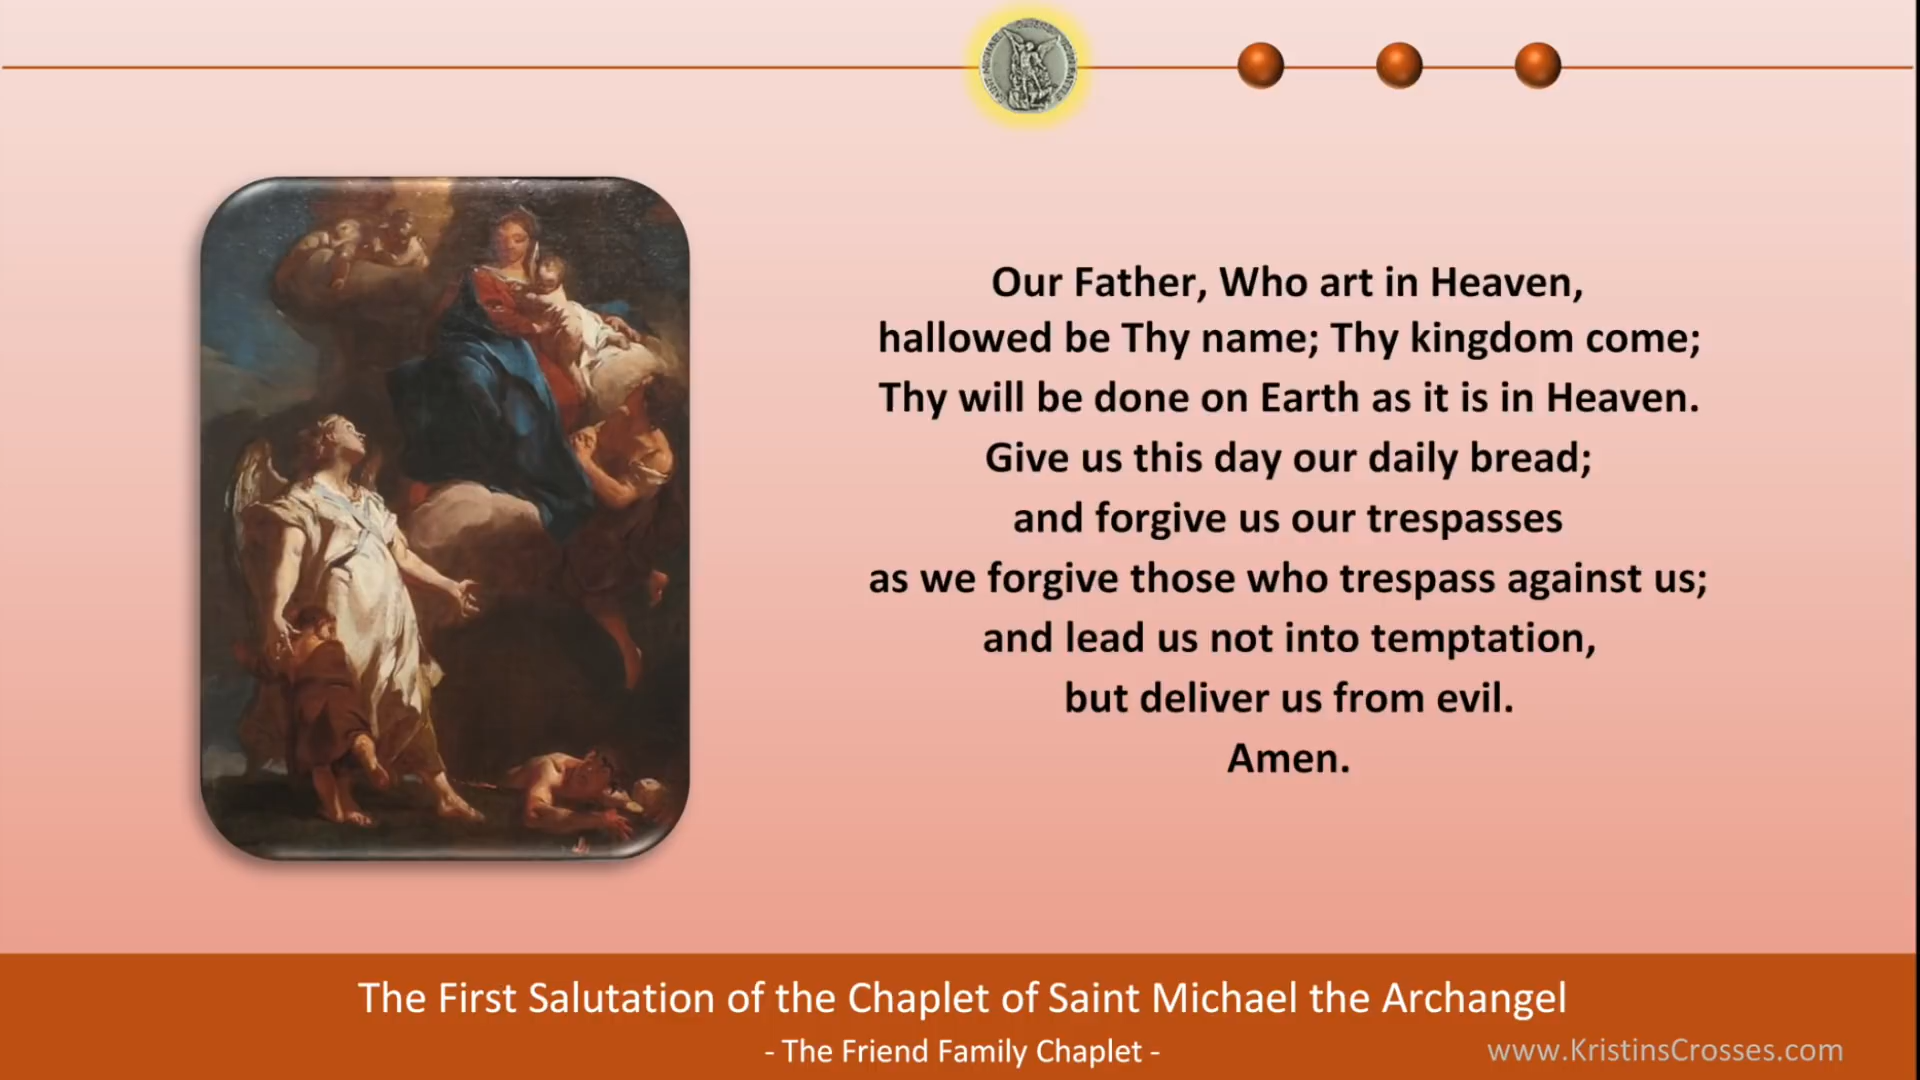 Our Father, Who art in Heaven,
hallowed be Thy name; Thy kingdom come;
Thy will be done on Earth as it is in Heaven.
Give us this day our daily bread;
and forgive us our trespasses
as we forgive those who trespass against us;
and lead us not into temptation,
but deliver us from evil.
Amen.
The First Salutation of the Chaplet of Saint Michael the Archangel
- The Friend Family Chaplet -
www.KristinsCrosses.com